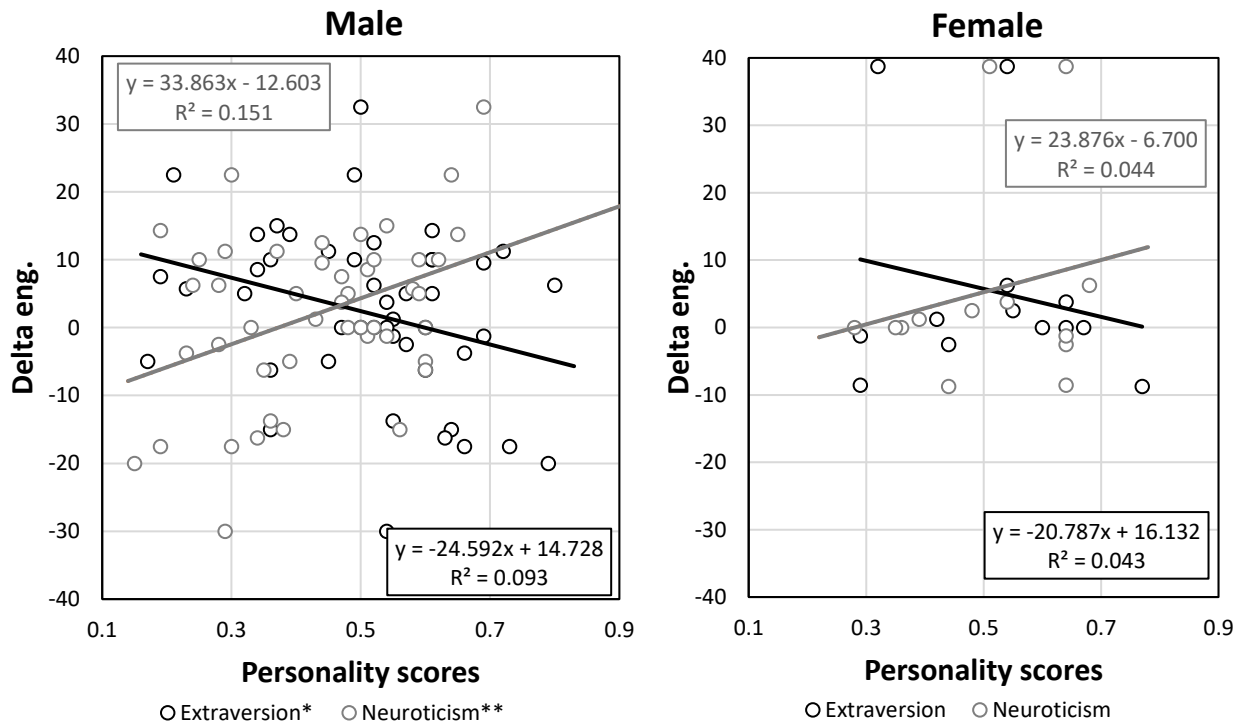 Male
40
30
20
10
0
-10
-20
-30
-40
y = 33.863x - 12.603
R² = 0.151
y = -24.592x + 14.728
R² = 0.093
0.1 0.3 0.5 0.7 0.9
Delta eng.
Personality scores
Extraversion* Neuroticism**
Female
40
30
20
10
0
-10
-20
-30
-40
y = 23.876x - 6.700
R² = 0.044
y = -20.787x + 16.132
R² = 0.043
0.1 0.3 0.5 0.7 0.9
Delta eng.
Personality scores
Extraversion Neuroticism